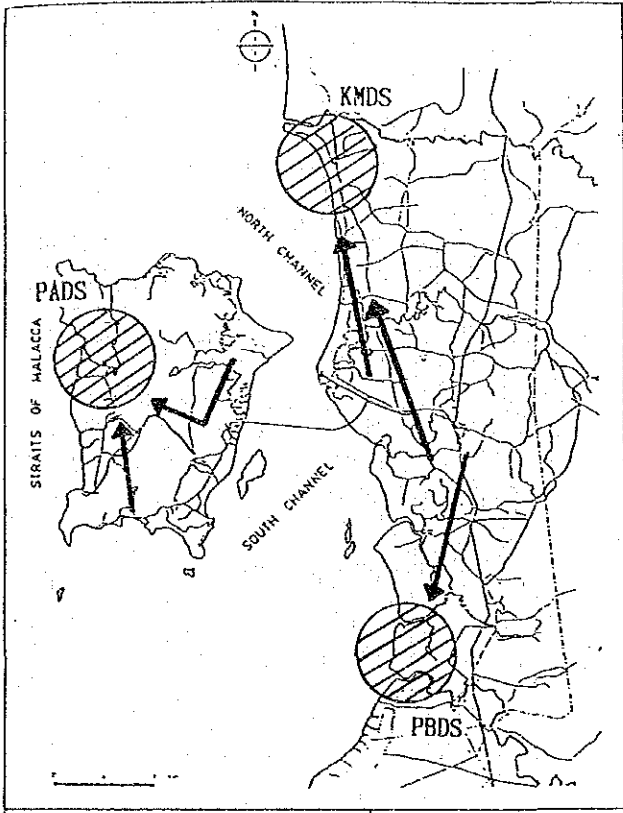 KMDS
NORTH CHANNEL
PADS
STRAITS OF MALACCA
SOUTH CHANNEL
PBDS